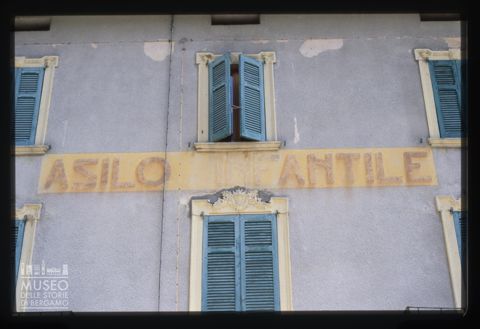 ASILO INFANTILE
MUSEO
delle STORIE
DI BERGAMO